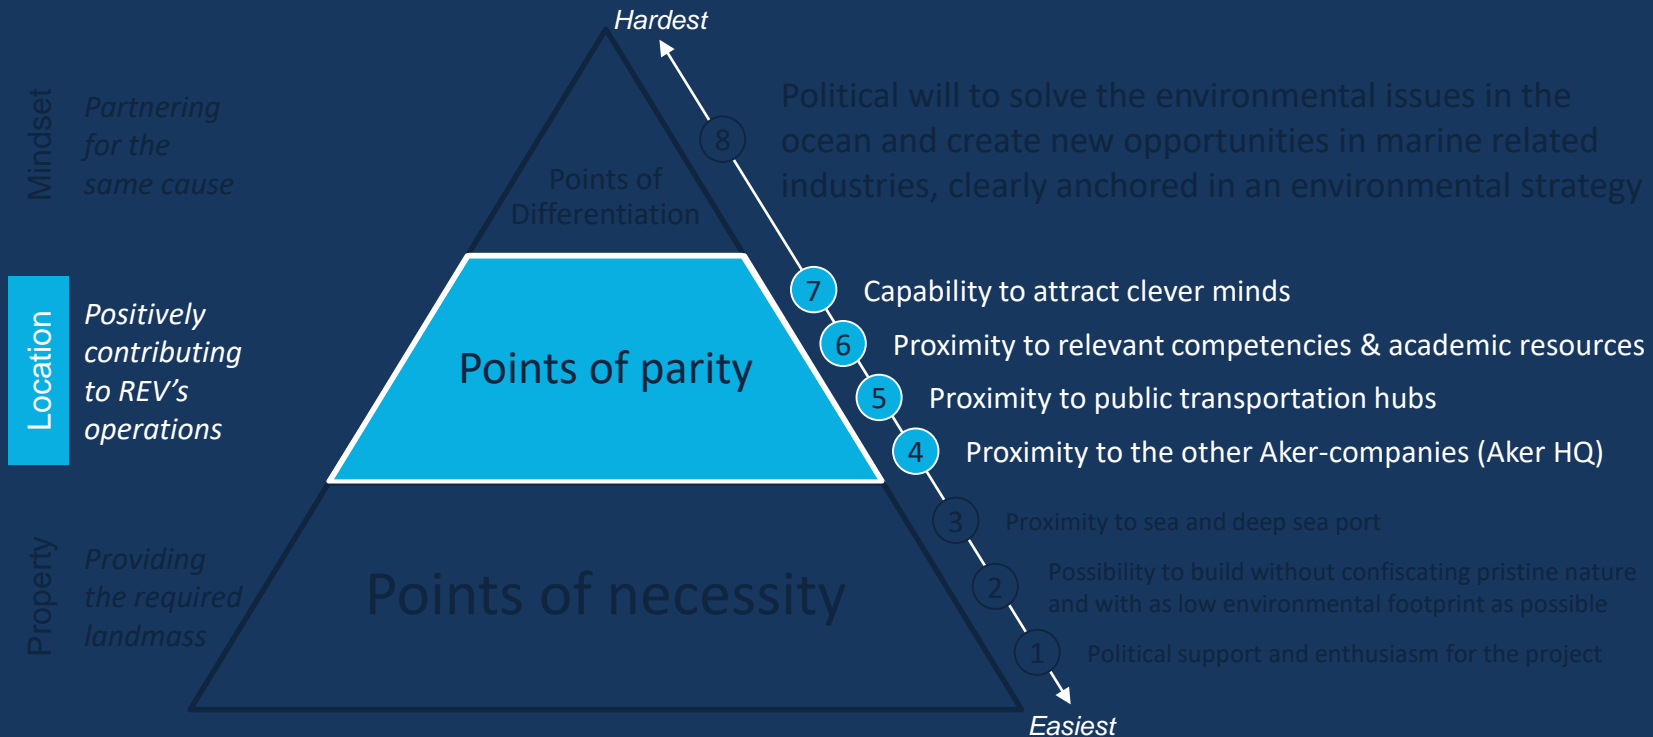 Hardest
Mindset
Partnering
for the
same cause
Points of
Differentiation
8
Political will to solve the environmental issues in the
ocean and create new opportunities in marine related
industries, clearly anchored in an environmental strategy
Location
Positively
contributing
to REV's
operations
Points of parity
7
Capability to attract clever minds
6
Proximity to relevant competencies & academic resources
5
Proximity to public transportation hubs
4
Proximity to the other Aker-companies (Aker HQ)
Property
Providing
the required
landmass
Points of necessity
3
Proximity to sea and deep sea port
2
Possibility to build without confiscating pristine nature
and with as low environmental footprint as possible
1
Political support and enthusiasm for the project
Easiest